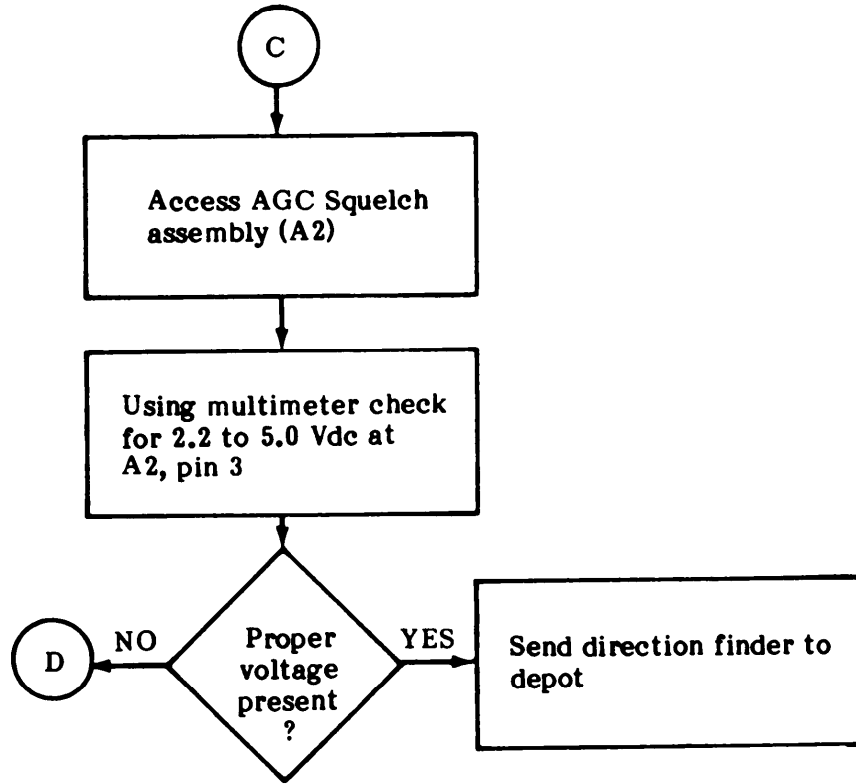 C
Access AGC Squelch
assembly (A2)
Using multimeter check
for 2.2 to 5.0 Vdc at
A2, pin 3
D
NO
Proper
voltage
present
?
YES
Send direction finder to
depot